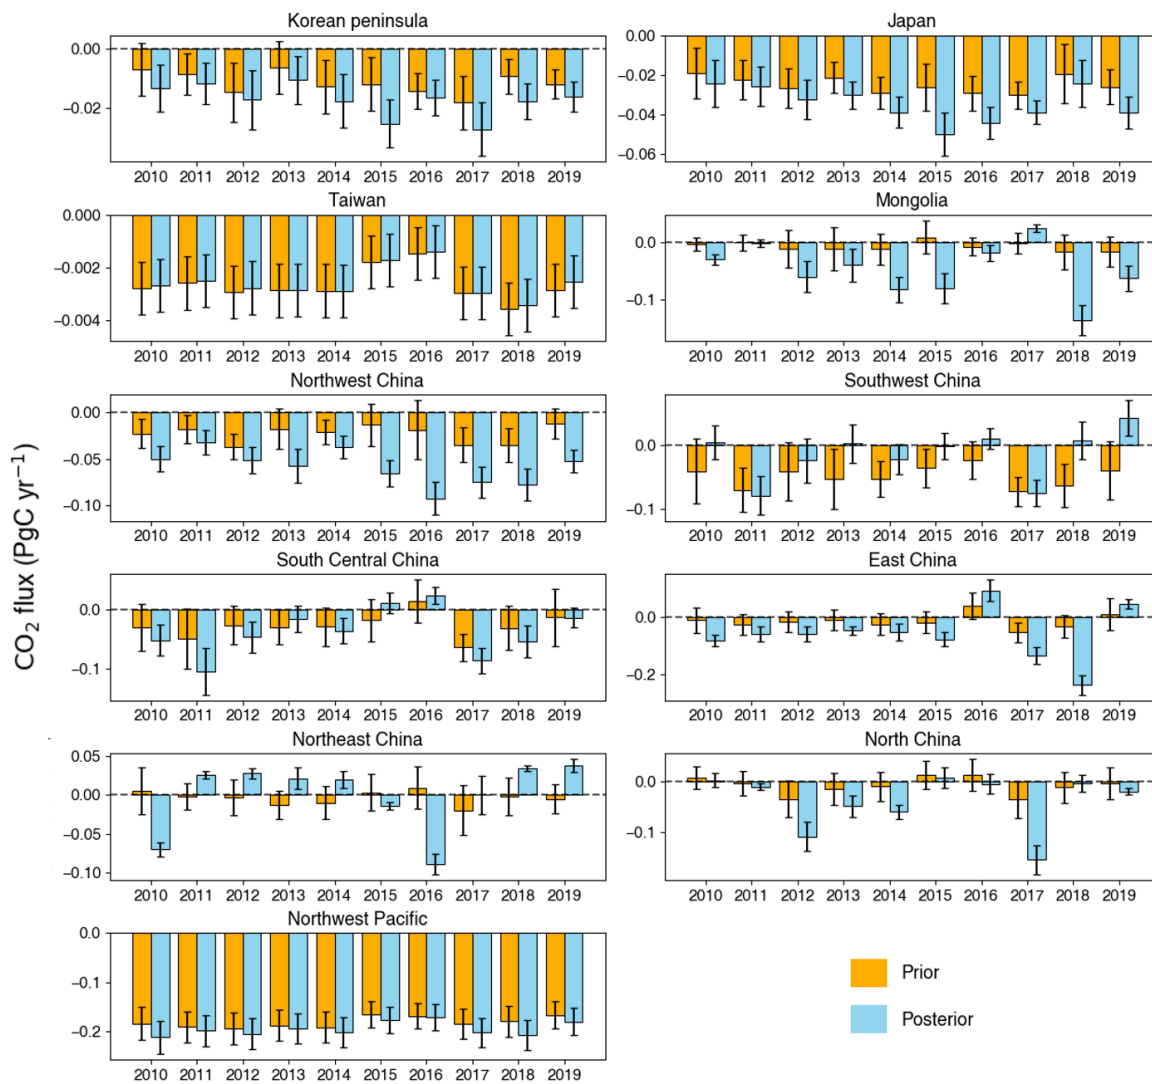 Korean peninsula
0.00
−0.02
2010 2011 2012 2013 2014 2015 2016 2017 2018 2019
Japan
0.00
−0.02
−0.04
−0.06
2010 2011 2012 2013 2014 2015 2016 2017 2018 2019
Taiwan
0.000
−0.002
−0.004
2010 2011 2012 2013 2014 2015 2016 2017 2018 2019
Mongolia
0.0
−0.1
2010 2011 2012 2013 2014 2015 2016 2017 2018 2019
Northwest China
0.00
−0.05
−0.10
2010 2011 2012 2013 2014 2015 2016 2017 2018 2019
Southwest China
0.0
−0.1
2010 2011 2012 2013 2014 2015 2016 2017 2018 2019
CO₂ flux (PgC yr⁻¹)
South Central China
0.0
−0.1
2010 2011 2012 2013 2014 2015 2016 2017 2018 2019
East China
0.0
−0.2
2010 2011 2012 2013 2014 2015 2016 2017 2018 2019
Northeast China
0.05
0.00
−0.05
−0.10
2010 2011 2012 2013 2014 2015 2016 2017 2018 2019
North China
0.0
−0.1
2010 2011 2012 2013 2014 2015 2016 2017 2018 2019
Northwest Pacific
0.0
−0.1
−0.2
2010 2011 2012 2013 2014 2015 2016 2017 2018 2019
Prior
Posterior